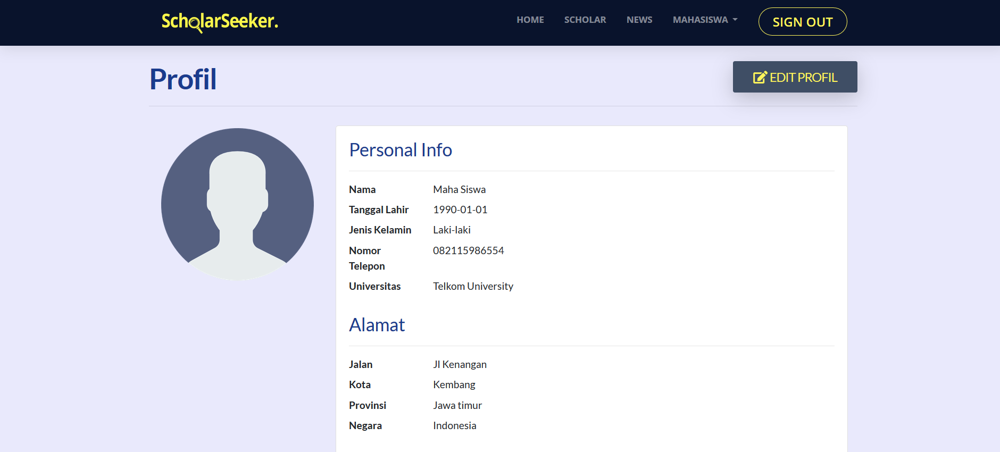 ScholarSeeker.
HOME SCHOLAR NEWS MAHASISWA SIGN OUT
Profil
EDIT PROFIL
Personal Info
Nama Maha Siswa
Tanggal Lahir 1990-01-01
Jenis Kelamin Laki-laki
Nomor 082115986554
Telepon
Universitas Telkom University
Alamat
Jalan Jl Kenangan
Kota Kembang
Provinsi Jawa timur
Negara Indonesia